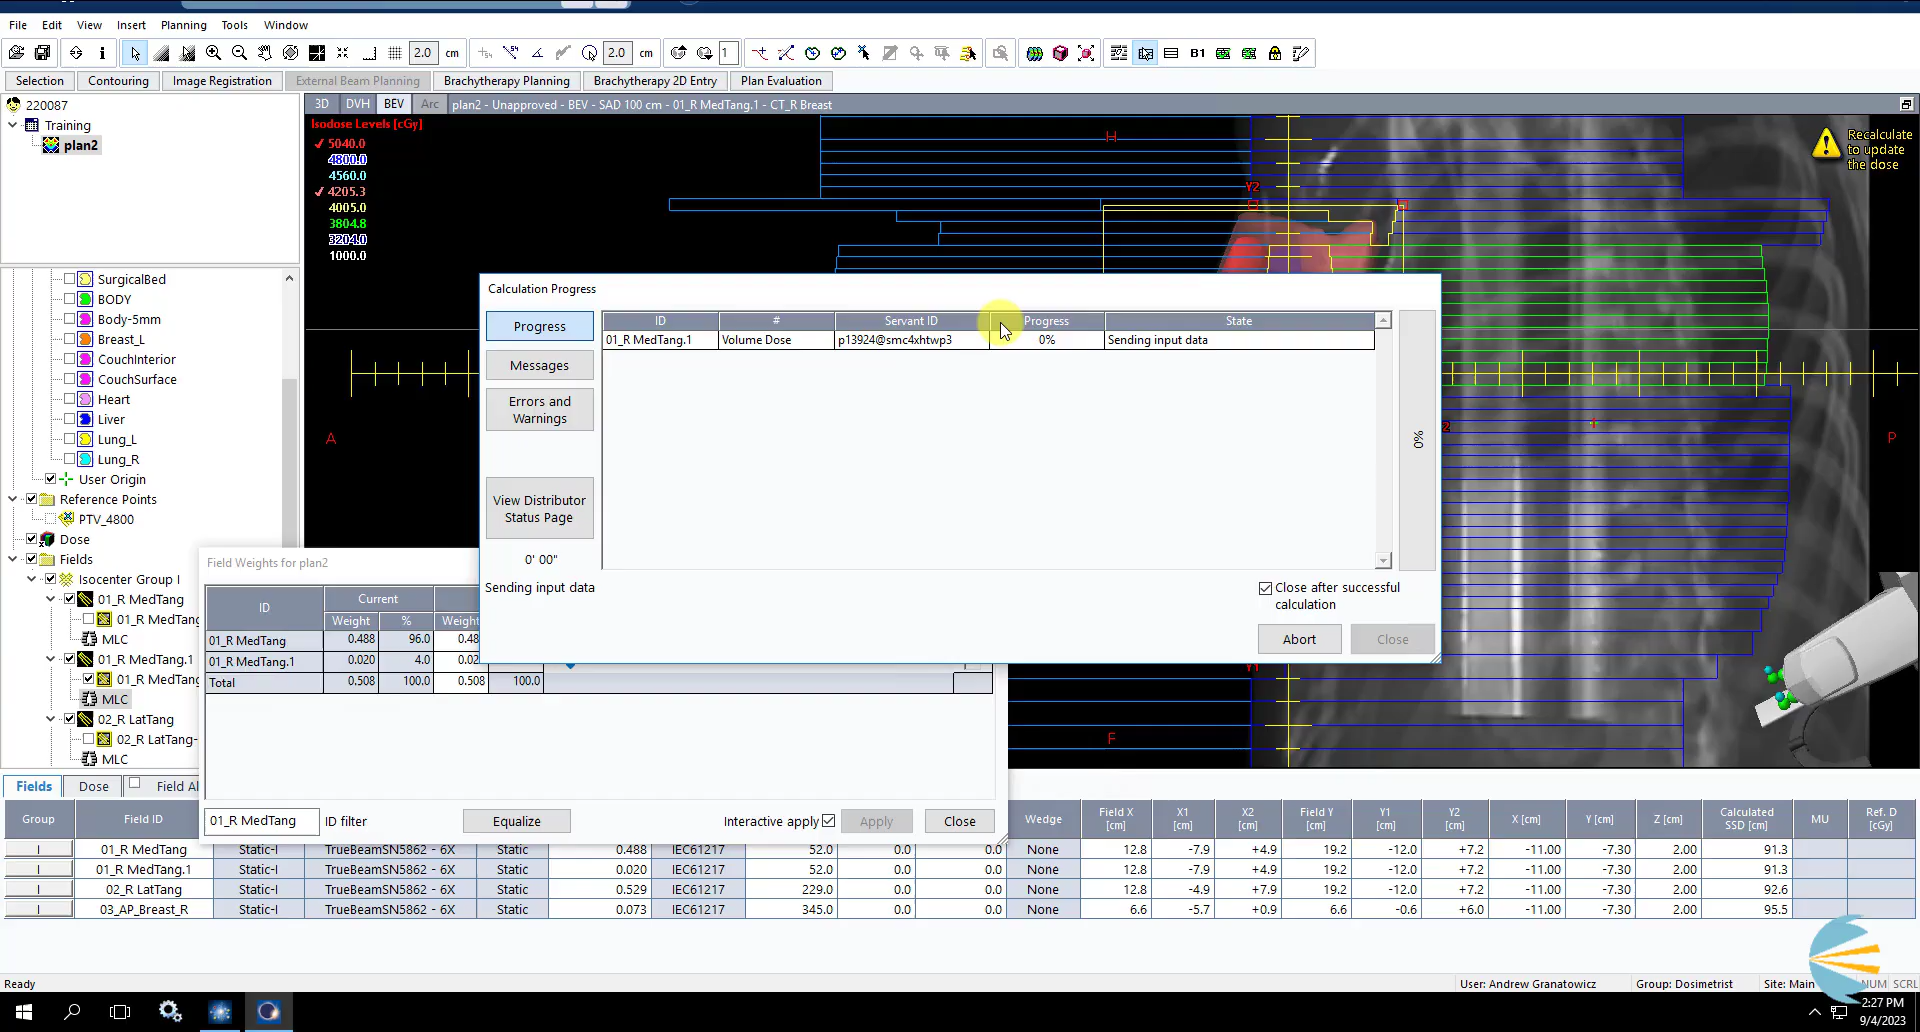 File Edit View Insert Planning Tools Window
2.0 cm 2.0 cm 1 B1
Selection Contouring Image Registration External Beam Planning Brachytherapy Planning Brachytherapy 2D Entry Plan Evaluation
220087
Training
plan2
SurgicalBed
BODY
Body-5mm
Breast_L
CouchInterior
CouchSurface
Heart
Liver
Lung_L
Lung_R
User Origin
Reference Points
PTV_4800
Dose
Fields
Isocenter Group I
01_R MedTang
01_R MedTang
MLC
01_R MedTang.1
01_R MedTang
MLC
02_R LatTang
02_R LatTang-
MLC
3D DVH BEV Arc plan2 - Unapproved - BEV - SAD 100 cm - 01_R MedTang.1 - CT_R Breast
Isodose Levels [cGy]
5040.0
4800.0
4560.0
4205.3
4005.0
3804.8
3204.0
1000.0
H
Y2
A
P
F
Y1
2
Recalculate
to update
the dose
Calculation Progress
Progress
Messages
Errors and
Warnings
View Distributor
Status Page
0' 00"
Sending input data
ID # Servant ID Progress State
01_R MedTang.1 Volume Dose p13924@smc4xhtwp3 0% Sending input data
0%
Close after successful
calculation
Abort Close
Field Weights for plan2
ID Current
Weight % Weight
01_R MedTang 0.488 96.0 0.48
01_R MedTang.1 0.020 4.0 0.02
Total 0.508 100.0 0.508 100.0
01_R MedTang ID filter Equalize Interactive apply Apply Close
Fields Dose Field Al
Group Field ID Wedge Field X [cm] X1 [cm] X2 [cm] Field Y [cm] Y1 [cm] Y2 [cm] X [cm] Y [cm] Z [cm] Calculated SSD [cm] MU Ref. D [cGy]
I 01_R MedTang Static-I TrueBeamSN5862 - 6X Static 0.488 IEC61217 52.0 0.0 0.0 None 12.8 -7.9 +4.9 19.2 -12.0 +7.2 -11.00 -7.30 2.00 91.3
I 01_R MedTang.1 Static-I TrueBeamSN5862 - 6X Static 0.020 IEC61217 52.0 0.0 0.0 None 12.8 -7.9 +4.9 19.2 -12.0 +7.2 -11.00 -7.30 2.00 91.3
I 02_R LatTang Static-I TrueBeamSN5862 - 6X Static 0.529 IEC61217 229.0 0.0 0.0 None 12.8 -4.9 +7.9 19.2 -12.0 +7.2 -11.00 -7.30 2.00 92.6
I 03_AP_Breast_R Static-I TrueBeamSN5862 - 6X Static 0.073 IEC61217 345.0 0.0 0.0 None 6.6 -5.7 +0.9 6.6 -0.6 +6.0 -11.00 -7.30 2.00 95.5
Ready User: Andrew Granatowicz Group: Dosimetrist Site: Main NUM SCRL
2:27 PM
9/4/2023